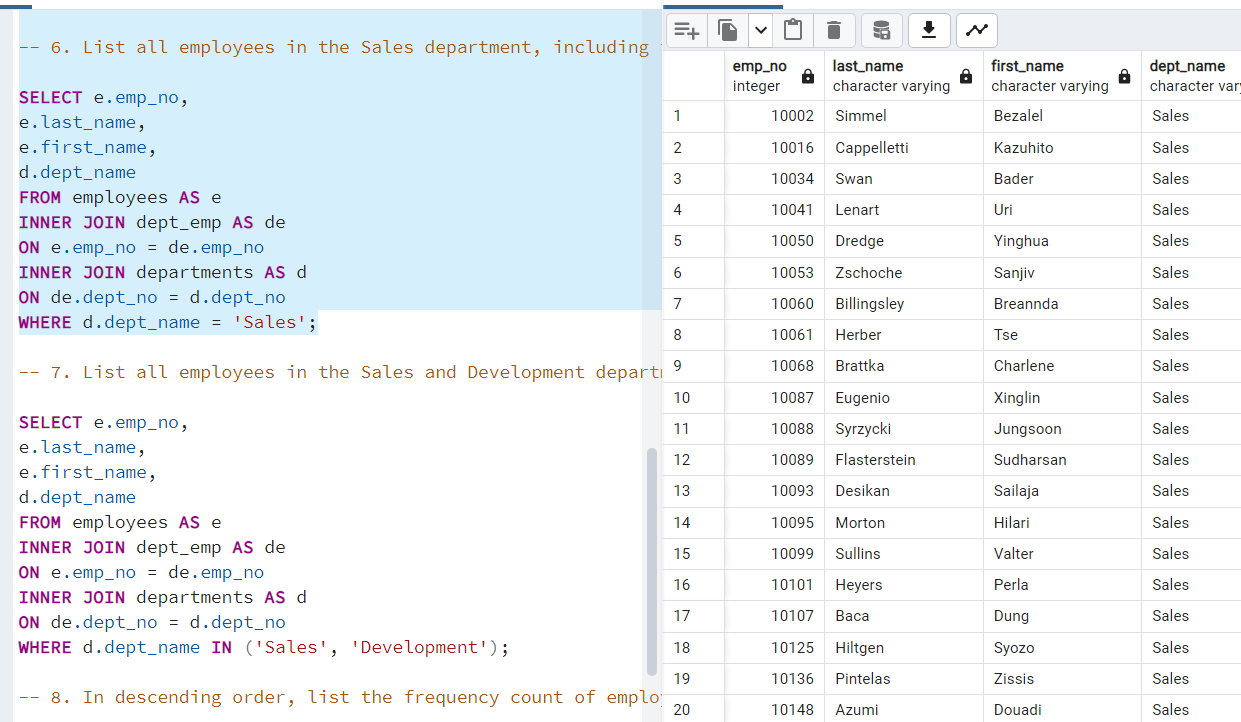 -- 6. List all employees in the Sales department, including
SELECT e.emp_no,
e.last_name,
e.first_name,
d.dept_name
FROM employees AS e
INNER JOIN dept_emp AS de
ON e.emp_no = de.emp_no
INNER JOIN departments AS d
ON de.dept_no = d.dept_no
WHERE d.dept_name = 'Sales';
-- 7. List all employees in the Sales and Development
SELECT e.emp_no,
e.last_name,
e.first_name,
d.dept_name
FROM employees AS e
INNER JOIN dept_emp AS de
ON e.emp_no = de.emp_no
INNER JOIN departments AS d
ON de.dept_no = d.dept_no
WHERE d.dept_name IN ('Sales', 'Development');
-- 8. In descending order, list the frequency count of
emp_no last_name first_name dept_name
integer character varying character varying character
1 10002 Simmel Bezalel Sales
2 10016 Cappelletti Kazuhito Sales
3 10034 Swan Bader Sales
4 10041 Lenart Uri Sales
5 10050 Dredge Yinghua Sales
6 10053 Zschoche Sanjiv Sales
7 10060 Billingsley Breannda Sales
8 10061 Herber Tse Sales
9 10068 Brattka Charlene Sales
10 10087 Eugenio Xinglin Sales
11 10088 Syrzycki Jungsoon Sales
12 10089 Flasterstein Sudharsan Sales
13 10093 Desikan Sailaja Sales
14 10095 Morton Hilari Sales
15 10099 Sullins Valter Sales
16 10101 Heyers Perla Sales
17 10107 Baca Dung Sales
18 10125 Hiltgen Syozo Sales
19 10136 Pintelas Zissis Sales
20 10148 Azumi Douadi Sales